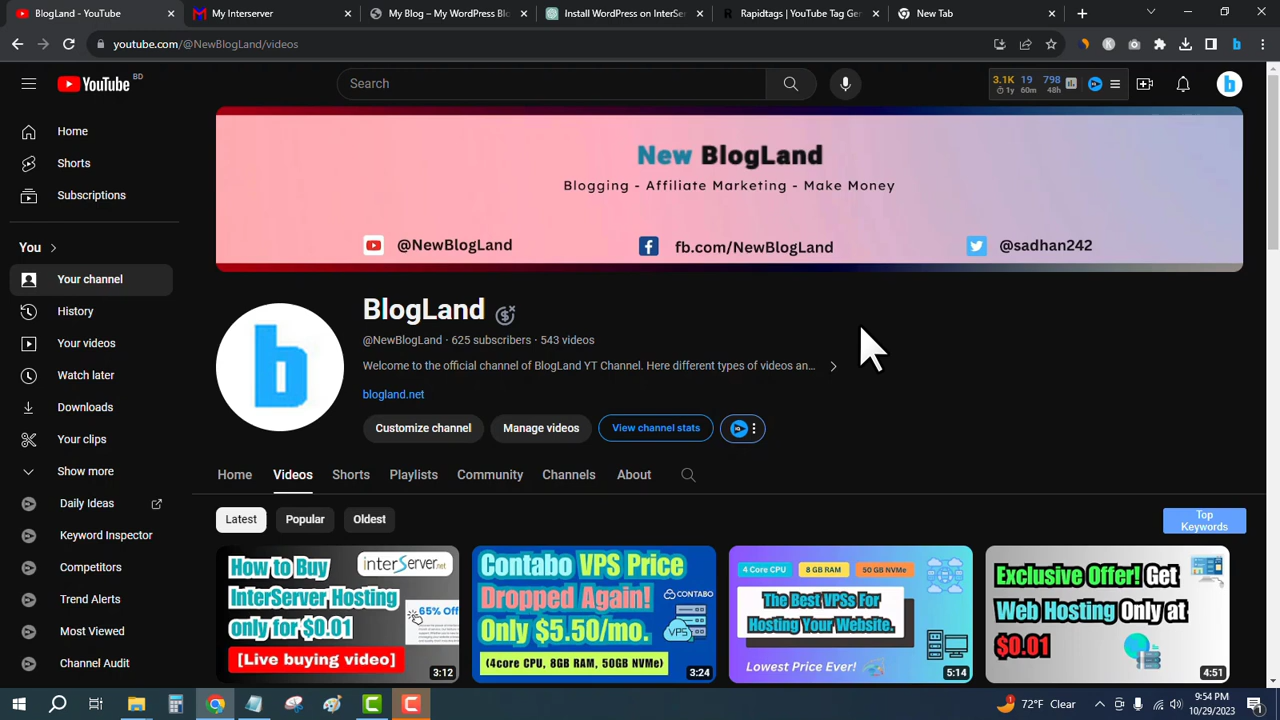 BlogLand - YouTube
My Interserver
My Blog – My WordPress Blo
Install WordPress on InterSer
Rapidtags | YouTube Tag Gen
New Tab
youtube.com/@NewBlogLand/videos
YouTube BD
Search
3.1K 19 798
1y 60m 48h
b
Home
Shorts
Subscriptions
You
Your channel
History
Your videos
Watch later
Downloads
Your clips
Show more
Daily Ideas
Keyword Inspector
Competitors
Trend Alerts
Most Viewed
Channel Audit
New BlogLand
Blogging - Affiliate Marketing - Make Money
@NewBlogLand
fb.com/NewBlogLand
@sadhan242
b
BlogLand
@NewBlogLand · 625 subscribers · 543 videos
Welcome to the official channel of BlogLand YT Channel. Here different types of videos an...
blogland.net
Customize channel
Manage videos
View channel stats
Home
Videos
Shorts
Playlists
Community
Channels
About
Latest
Popular
Oldest
Top
Keywords
How to Buy
InterServer Hosting
only for $0.01
[Live buying video]
interServer.net
65% Off
3:12
Contabo VPS Price
Dropped Again!
Only $5.50/mo.
(4core CPU, 8GB RAM, 50GB NVMe)
CONTABO
VPS
3:24
4 Core CPU
8 GB RAM
50 GB NVMe
The Best VPSs For
Hosting Your Website.
Lowest Price Ever!
5:14
Exclusive Offer! Get
Web Hosting Only at
$0.01
4:51
72°F Clear
9:54 PM
10/29/2023